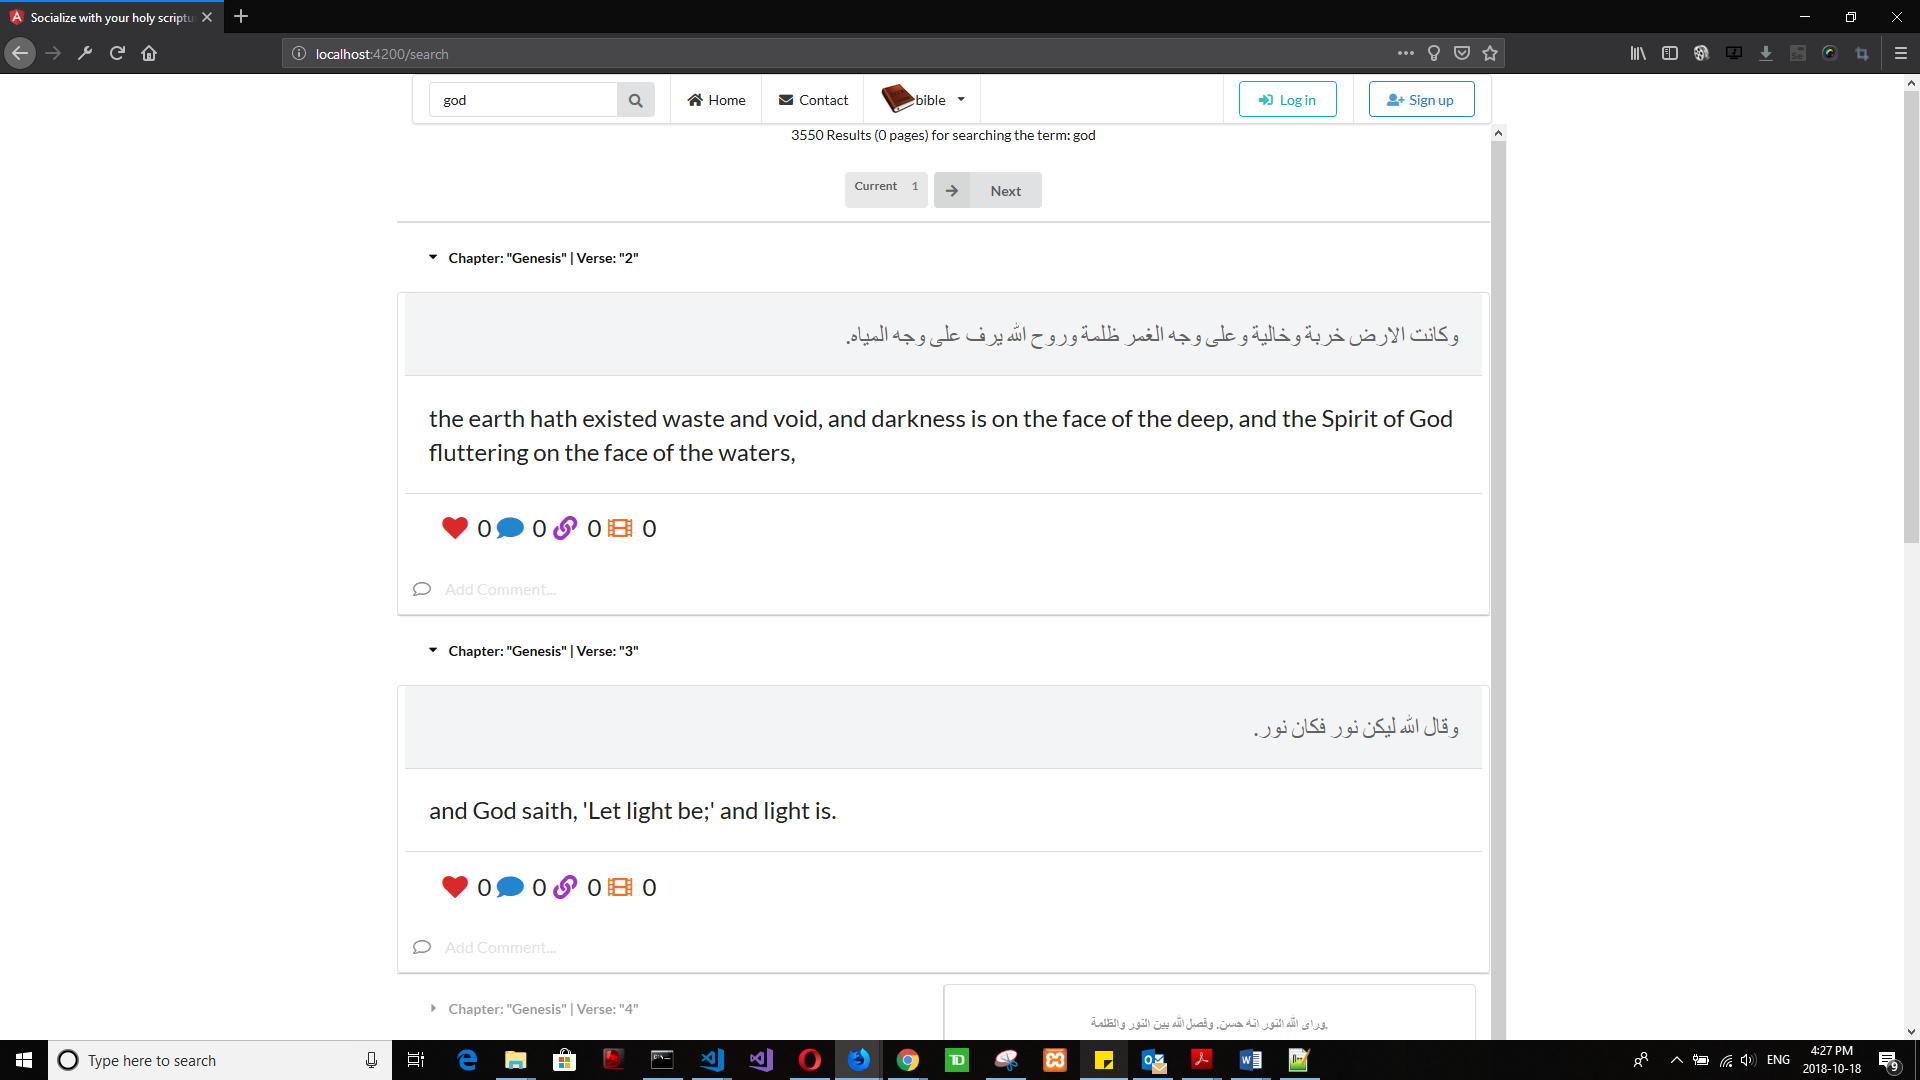 Socialize with your holy scriptu
localhost:4200/search
god
Home
Contact
bible
Log in
Sign up
3550 Results (0 pages) for searching the term: god
Current 1
Next
Chapter: "Genesis" | Verse: "2"
وكانت الارض خربة وخالية وعلى وجه الغمر ظلمة وروح الله يرف على وجه المياه.
the earth hath existed waste and void, and darkness is on the face of the deep, and the Spirit of God
fluttering on the face of the waters,
0 0 0 0
Add Comment...
Chapter: "Genesis" | Verse: "3"
وقال الله ليكن نور فكان نور.
and God saith, 'Let light be;' and light is.
0 0 0 0
Add Comment...
Chapter: "Genesis" | Verse: "4"
وراى الله النور انه حسن. وفصل الله بين النور والظلمة.
Type here to search
ENG
4:27 PM
2018-10-18
9